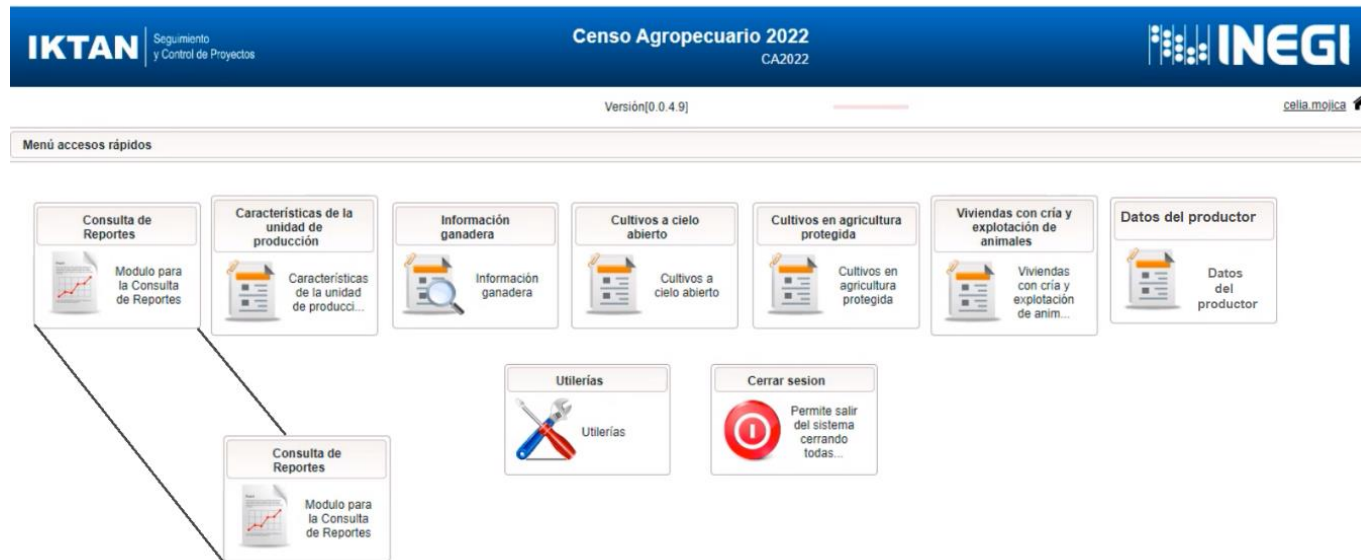 IKTAN
Seguimiento
y Control de Proyectos
Censo Agropecuario 2022
CA2022
INEGI
Versión[0.0.4.9]
celia.mojica
Menú accesos rápidos
Consulta de
Reportes
Modulo para
la Consulta
de Reportes
Características de la
unidad de
producción
Características
de la unidad
de producci...
Información
ganadera
Información
ganadera
Cultivos a cielo
abierto
Cultivos a
cielo abierto
Cultivos en agricultura
protegida
Cultivos en
agricultura
protegida
Viviendas con cría y
explotación de
animales
Viviendas
con cría y
explotación
de anim...
Datos del productor
Datos
del
productor
Utilerías
Utilerías
Cerrar sesion
Permite salir
del sistema
cerrando
todas...
Consulta de
Reportes
Modulo para
la Consulta
de Reportes